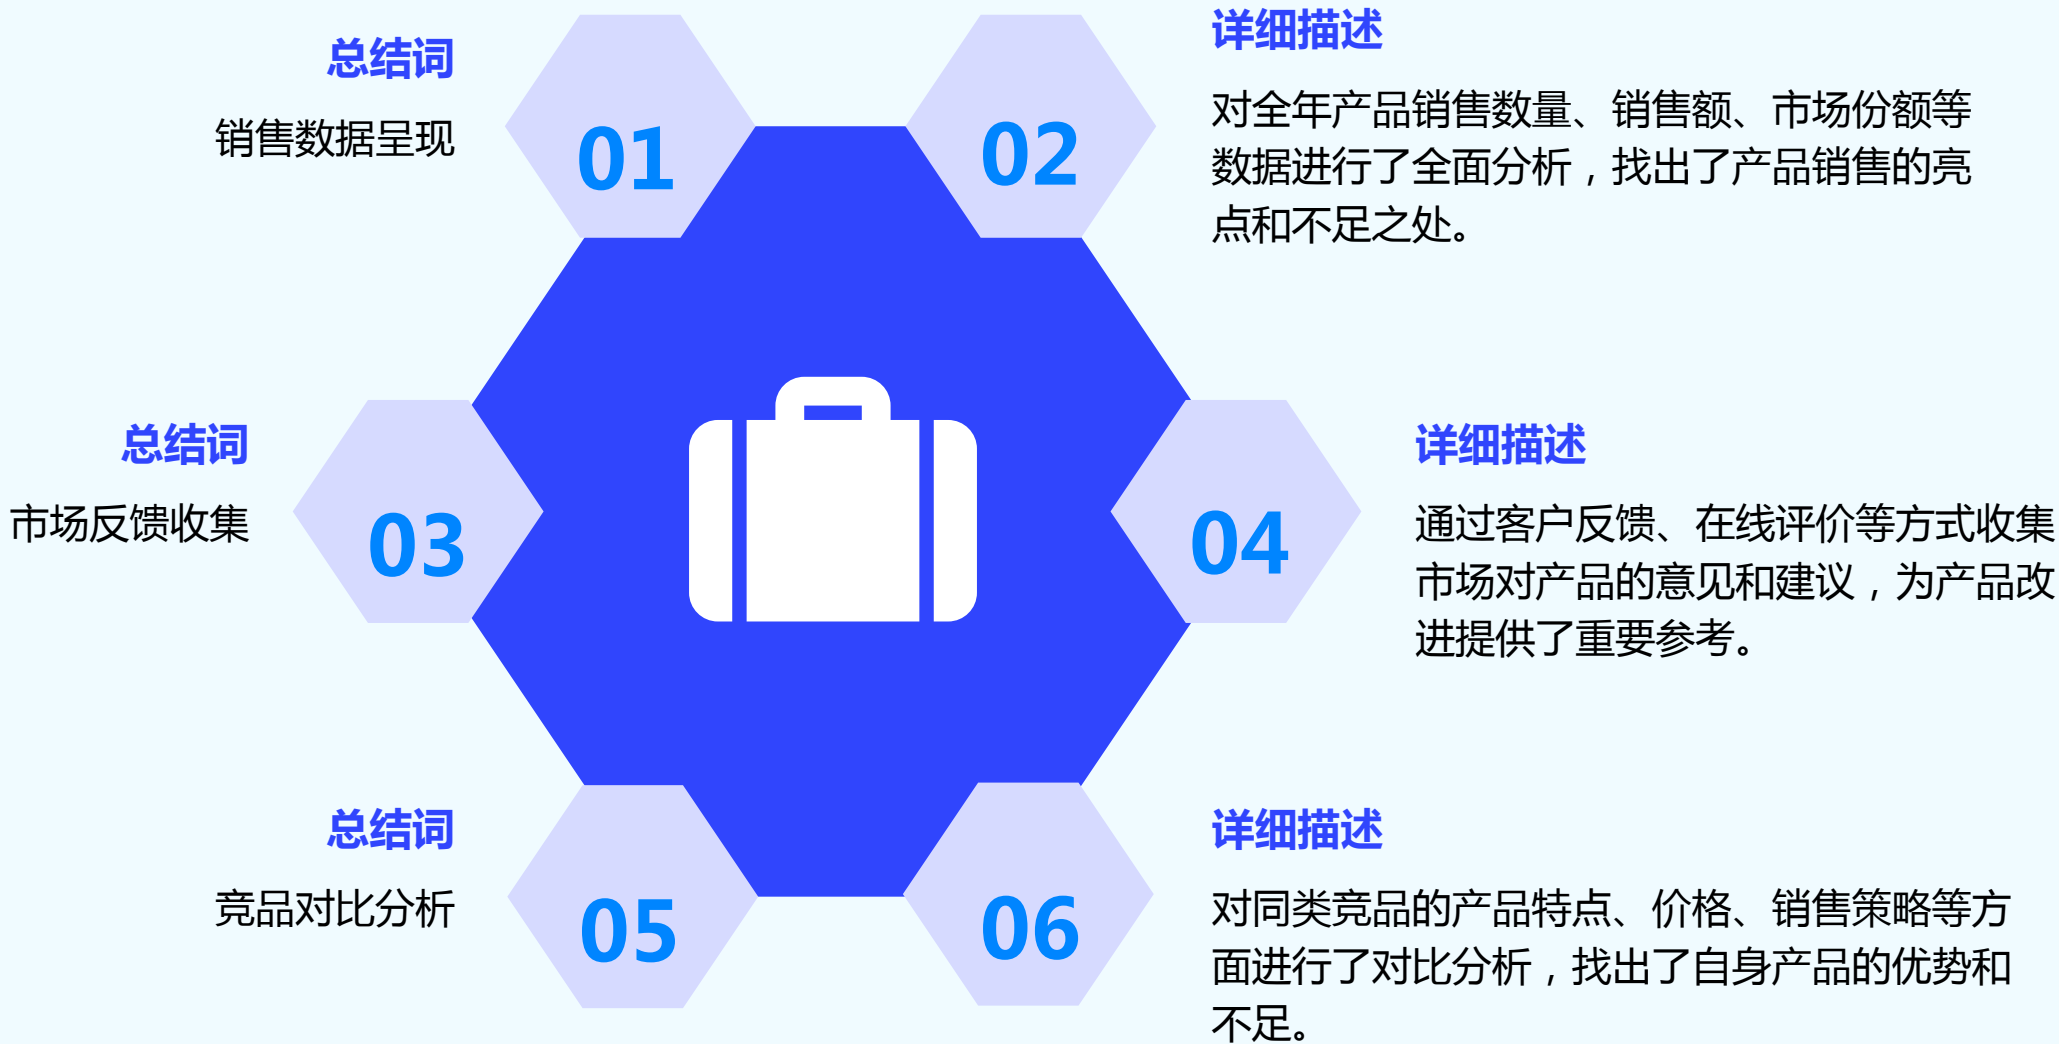 总结词
销售数据呈现
01
02
详细描述
对全年产品销售数量、销售额、市场份额等
数据进行了全面分析，找出了产品销售的亮
点和不足之处。
总结词
市场反馈收集
03
04
详细描述
通过客户反馈、在线评价等方式收集
市场对产品的意见和建议，为产品改
进提供了重要参考。
总结词
竞品对比分析
05
06
详细描述
对同类竞品的产品特点、价格、销售策略等方
面进行了对比分析，找出了自身产品的优势和
不足。